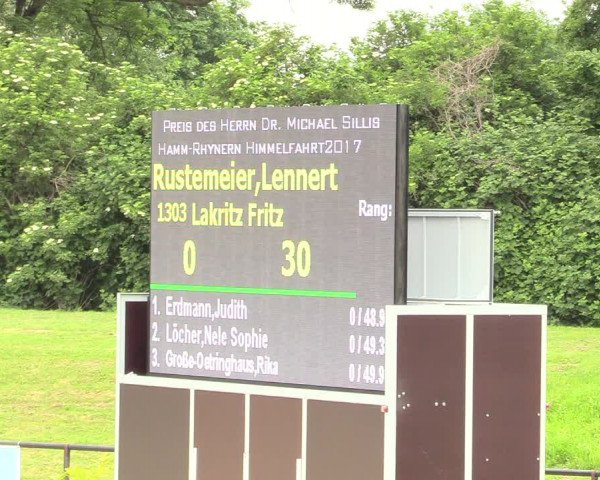 Preis des Herrn Dr. Michael Sillis
Hamm-Rhynern Himmelfahrt2017
Rustemeier,Lennert
1303 Lakritz Fritz Rang:
0 30
1. Erdmann,Judith 0/48.9
2. Löcher,Nele Sophie 0/49.3
3. Große-Oetringhaus,Rika 0/49.9